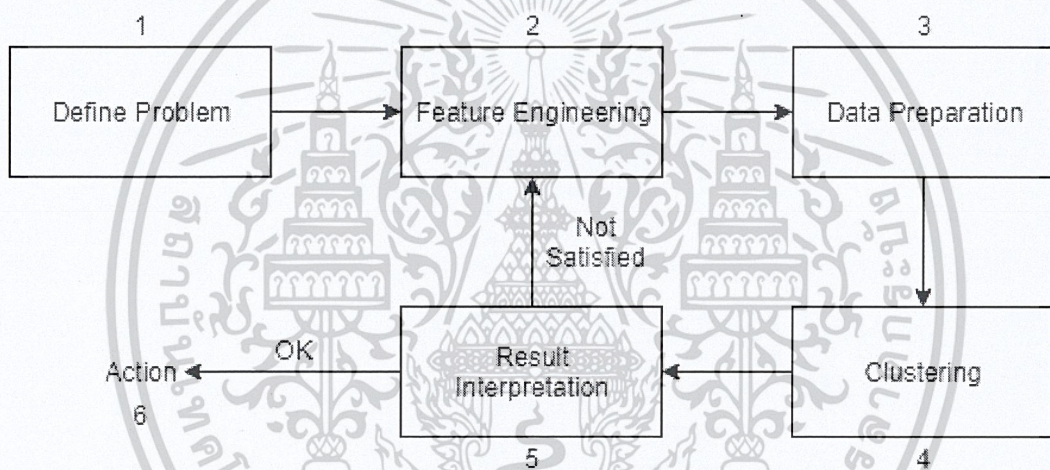 1
2
3
Define Problem
Feature Engineering
Data Preparation
Not
Satisfied
Action
OK
Result
Interpretation
Clustering
6
5
4